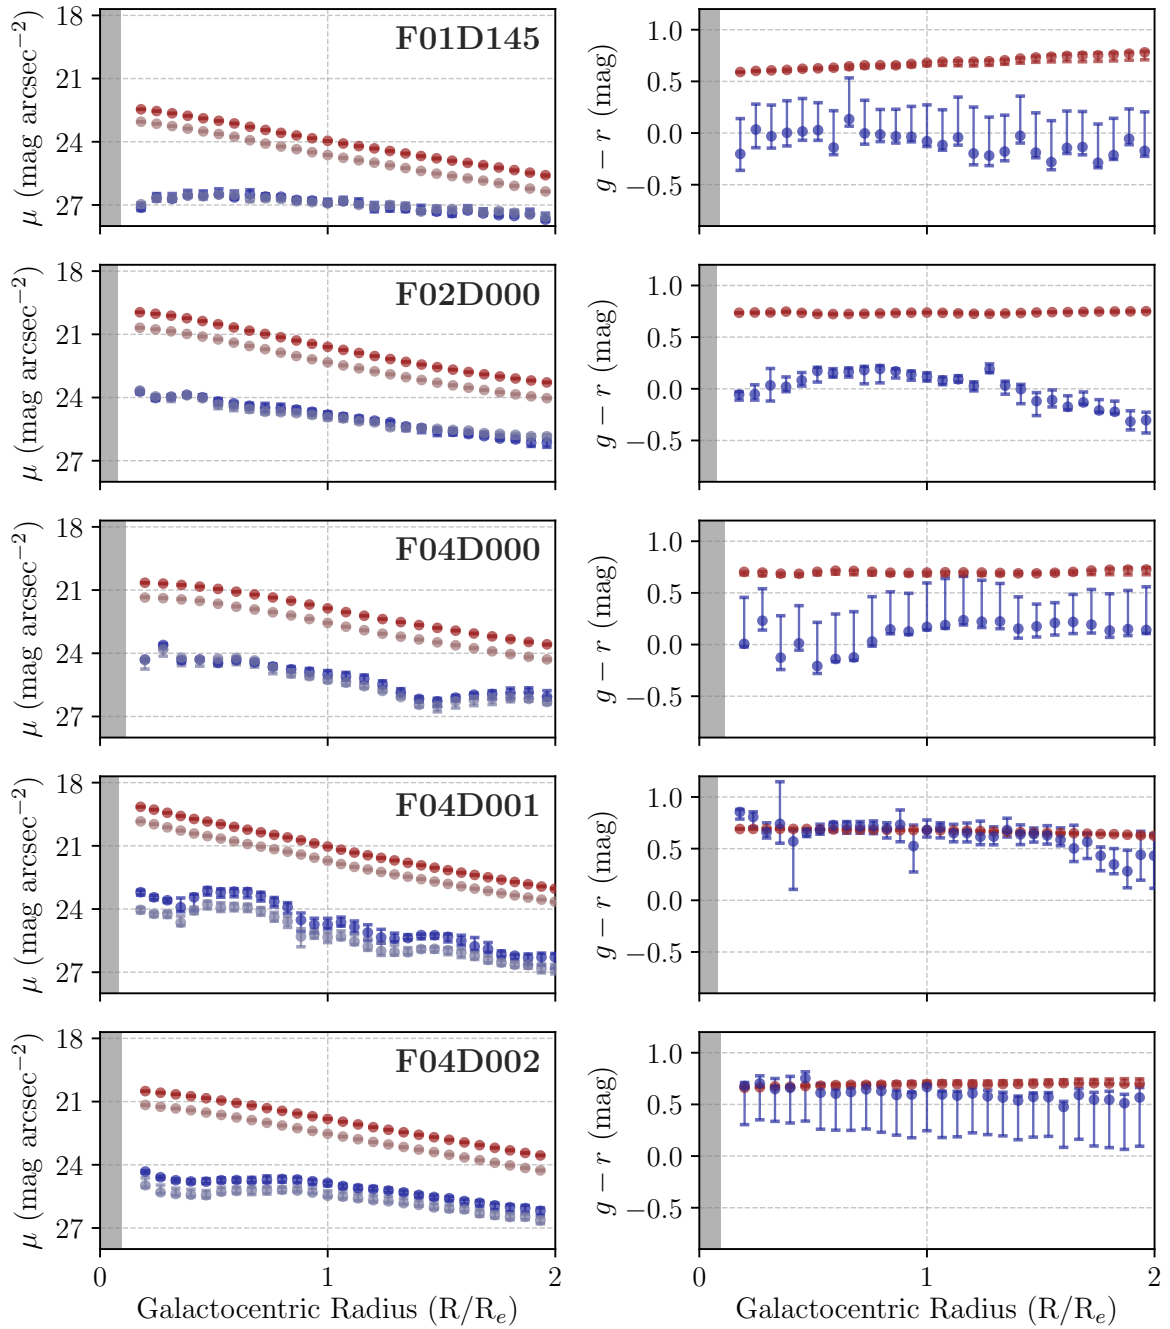 F01D145
μ (mag arcsec⁻²)
18
21
24
27
g − r (mag)
1.0
0.5
0.0
−0.5
F02D000
μ (mag arcsec⁻²)
18
21
24
27
g − r (mag)
1.0
0.5
0.0
−0.5
F04D000
μ (mag arcsec⁻²)
18
21
24
27
g − r (mag)
1.0
0.5
0.0
−0.5
F04D001
μ (mag arcsec⁻²)
18
21
24
27
g − r (mag)
1.0
0.5
0.0
−0.5
F04D002
μ (mag arcsec⁻²)
18
21
24
27
g − r (mag)
1.0
0.5
0.0
−0.5
0 1 2
Galactocentric Radius (R/Rₑ)
0 1 2
Galactocentric Radius (R/Rₑ)